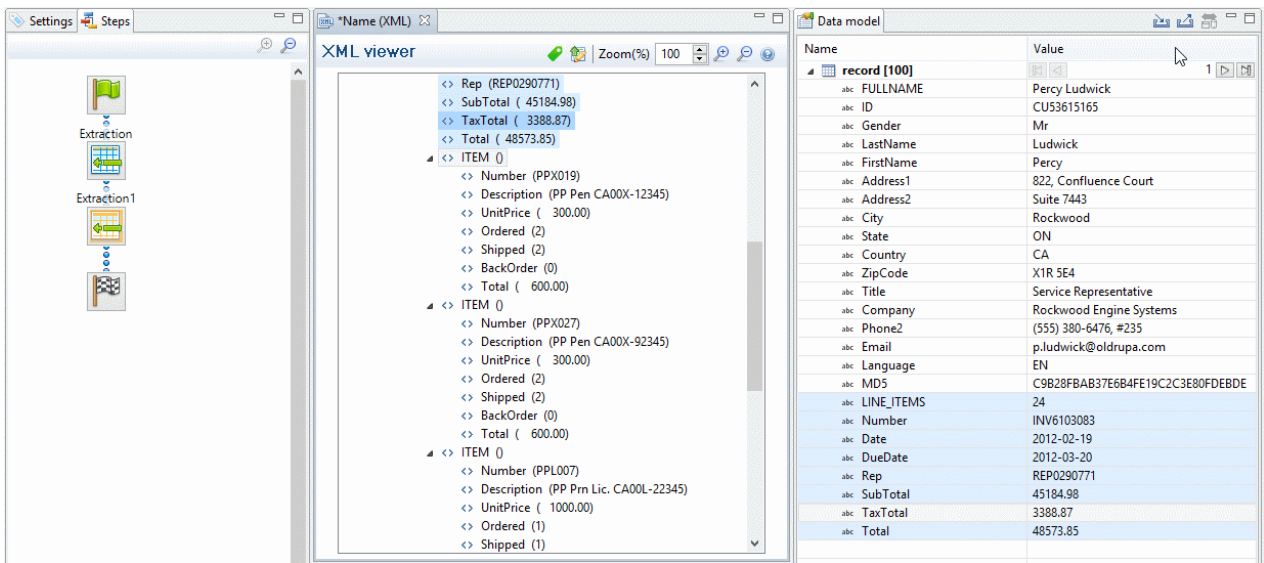 Settings Steps
Extraction
Extraction1
*Name (XML)
XML viewer Zoom(%) 100
<> Rep (REP0290771)
<> SubTotal ( 45184.98)
<> TaxTotal ( 3388.87)
<> Total ( 48573.85)
<> ITEM ()
<> Number (PPX019)
<> Description (PP Pen CA00X-12345)
<> UnitPrice ( 300.00)
<> Ordered (2)
<> Shipped (2)
<> BackOrder (0)
<> Total ( 600.00)
<> ITEM ()
<> Number (PPX027)
<> Description (PP Pen CA00X-92345)
<> UnitPrice ( 300.00)
<> Ordered (2)
<> Shipped (2)
<> BackOrder (0)
<> Total ( 600.00)
<> ITEM ()
<> Number (PPL007)
<> Description (PP Prn Lic. CA00L-22345)
<> UnitPrice ( 1000.00)
<> Ordered (1)
<> Shipped (1)
Data model
Name Value
record [100] 1
abc FULLNAME Percy Ludwick
abc ID CU53615165
abc Gender Mr
abc LastName Ludwick
abc FirstName Percy
abc Address1 822, Confluence Court
abc Address2 Suite 7443
abc City Rockwood
abc State ON
abc Country CA
abc ZipCode X1R 5E4
abc Title Service Representative
abc Company Rockwood Engine Systems
abc Phone2 (555) 380-6476, #235
abc Email p.ludwick@oldrupa.com
abc Language EN
abc MD5 C9B28FBAB37E6B4FE19C2C3E80FDEBDE
abc LINE_ITEMS 24
abc Number INV6103083
abc Date 2012-02-19
abc DueDate 2012-03-20
abc Rep REP0290771
abc SubTotal 45184.98
abc TaxTotal 3388.87
abc Total 48573.85